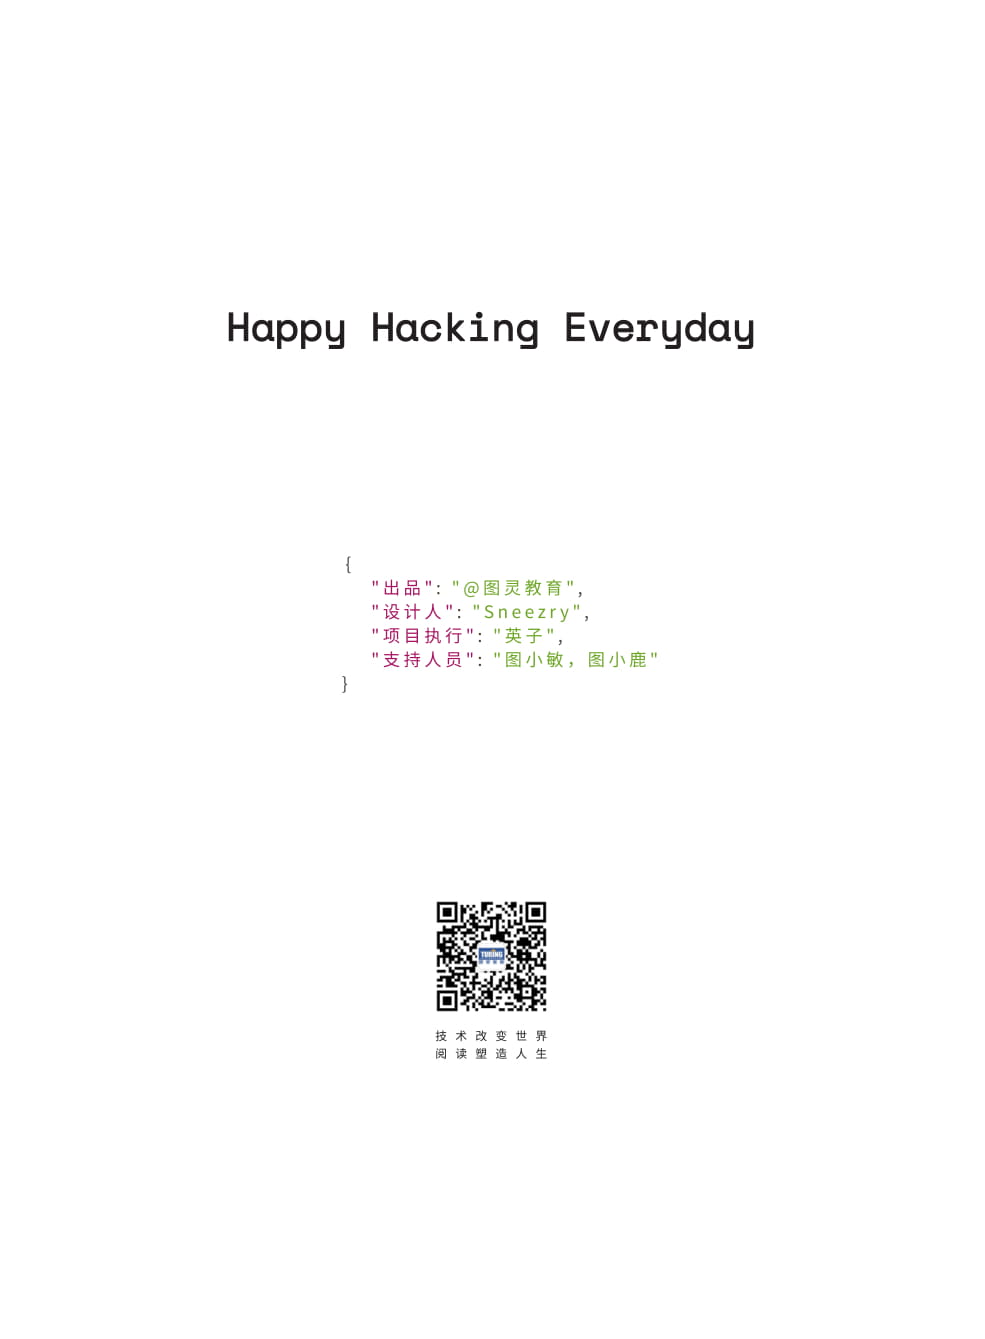 Happy Hacking Everyday
{
"出品": "@图灵教育",
"设计人": "Sneezry",
"项目执行": "英子",
"支持人员": "图小敏，图小鹿"
}
TURING
技术改变世界
阅读塑造人生